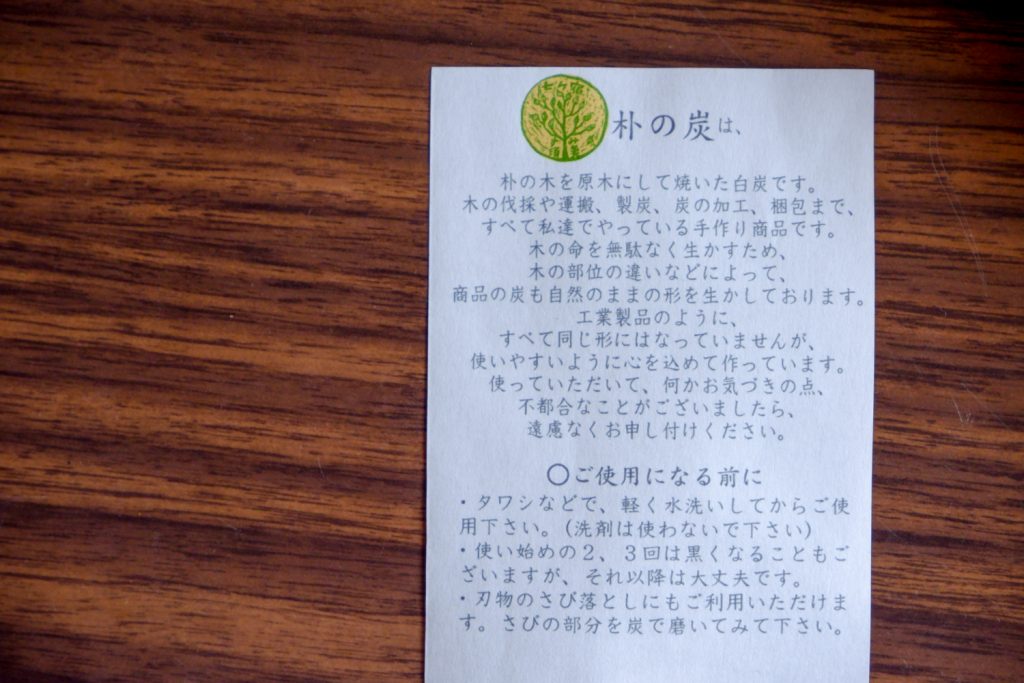 朴の炭は、
朴の木を原木にして焼いた白炭です。
木の伐採や運搬、製炭、炭の加工、梱包まで、
すべて私達でやっている手作り商品です。
木の命を無駄なく生かすため、
木の部位の違いなどによって、
商品の炭も自然のままの形を生かしております。
工業製品のように、
すべて同じ形にはなっていませんが、
使いやすいように心を込めて作っています。
使っていただいて、何かお気づきの点、
不都合なことがございましたら、
遠慮なくお申し付けください。
〇ご使用になる前に
・タワシなどで、軽く水洗いしてからご使
用下さい。(洗剤は使わないで下さい)
・使い始めの2、3回は黒くなることもご
ざいますが、それ以降は大丈夫です。
・刃物のさび落としにもご利用いただけま
す。さびの部分を炭で磨いてみて下さい。